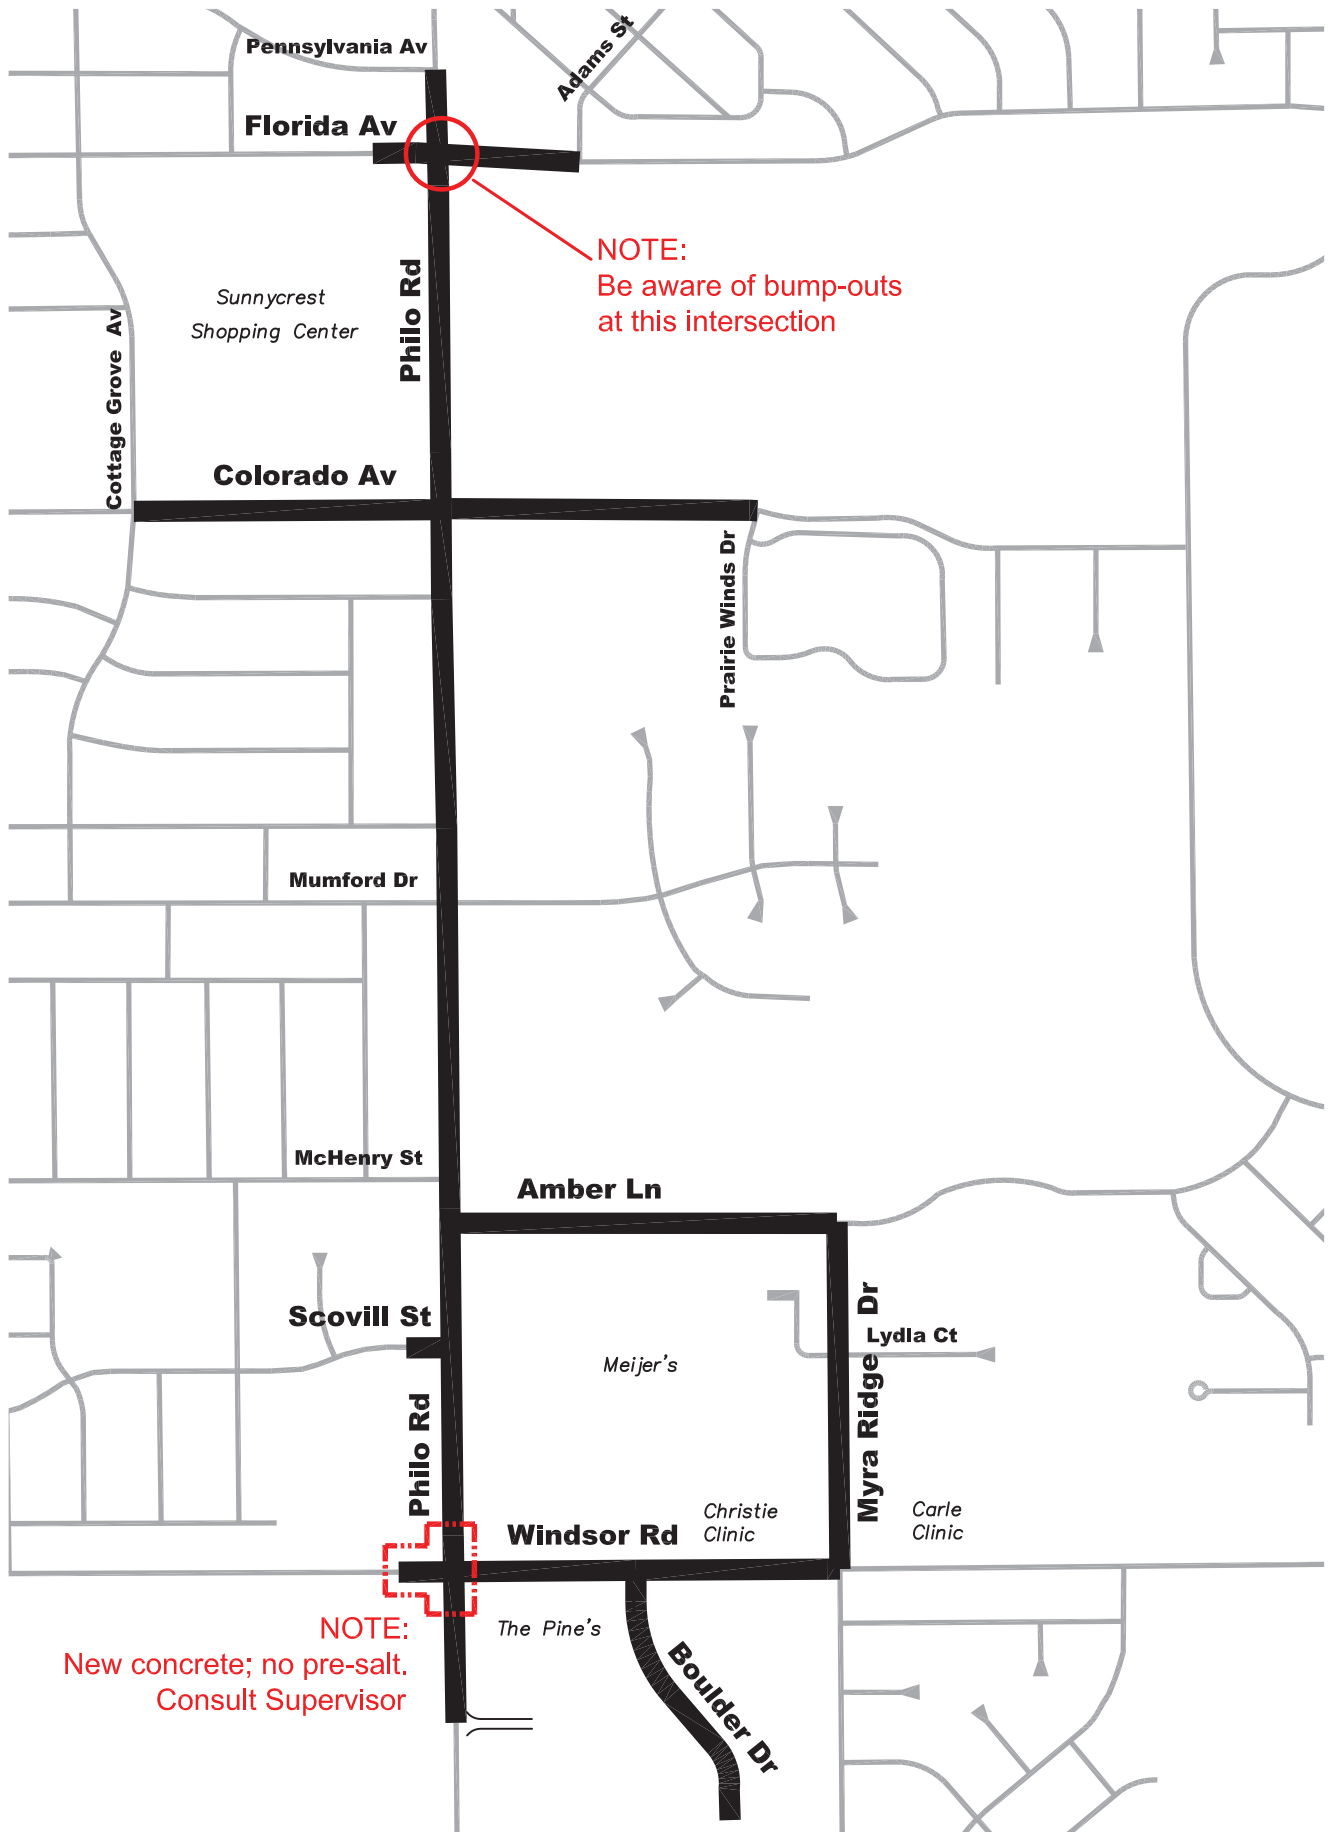 Pennsylvania Av
Adams St
Florida Av
NOTE:
Be aware of bump-outs
at this intersection
Philo Rd
Sunnycrest
Shopping Center
Cottage Grove Av
Colorado Av
Prairie Winds Dr
Mumford Dr
McHenry St
Amber Ln
Scovill St
Myra Ridge Dr
Lydia Ct
Meijer's
Philo Rd
Christie
Clinic
Carle
Clinic
Windsor Rd
NOTE:
New concrete; no pre-salt.
Consult Supervisor
The Pine's
Boulder Dr